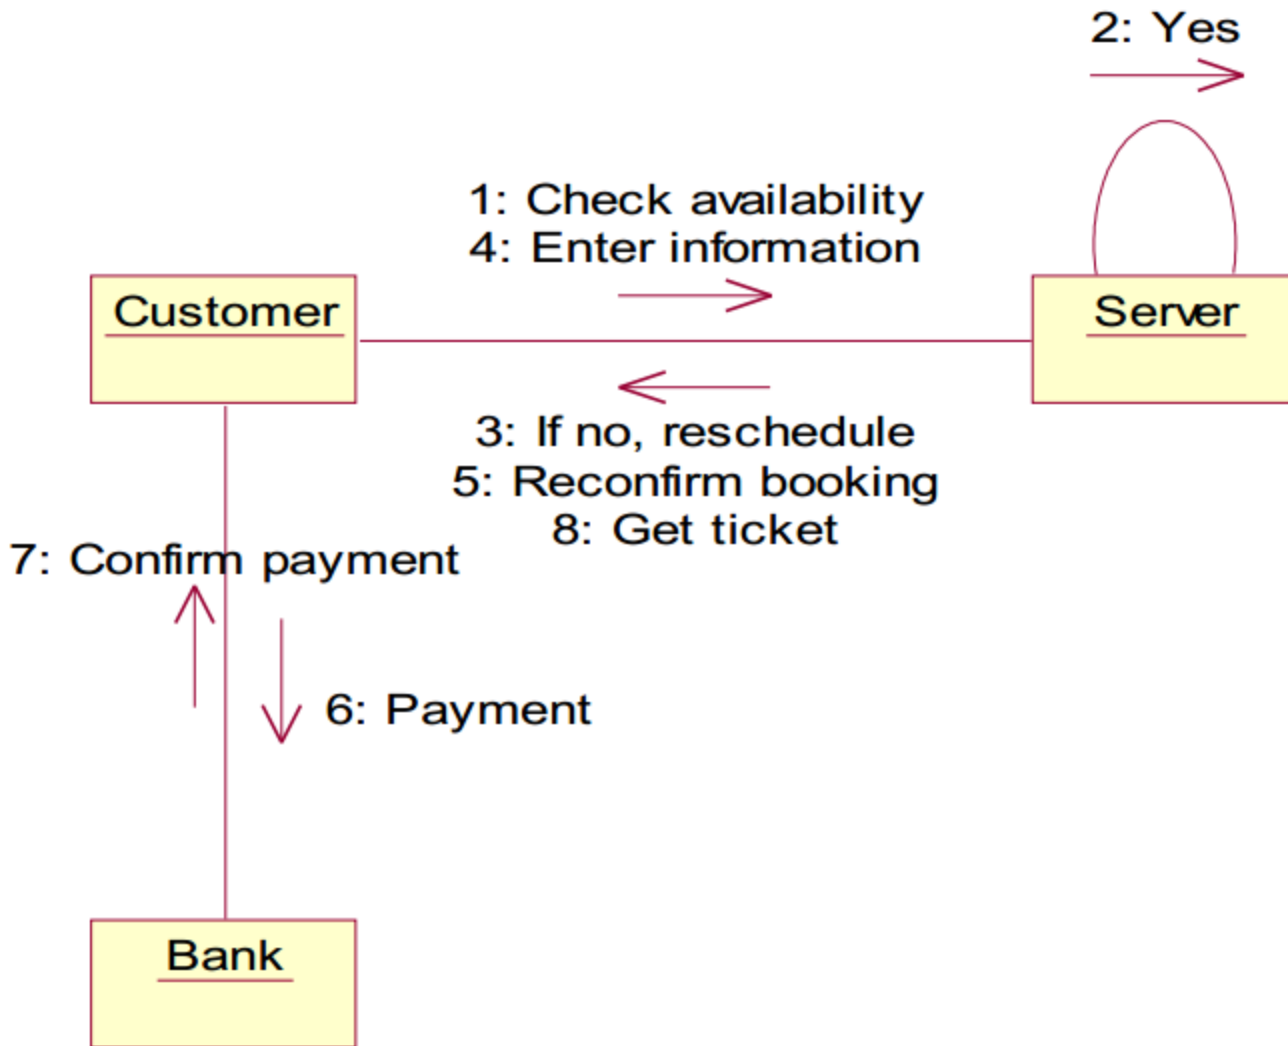 2: Yes
1: Check availability
4: Enter information
Customer
Server
3: If no, reschedule
5: Reconfirm booking
8: Get ticket
7: Confirm payment
6: Payment
Bank